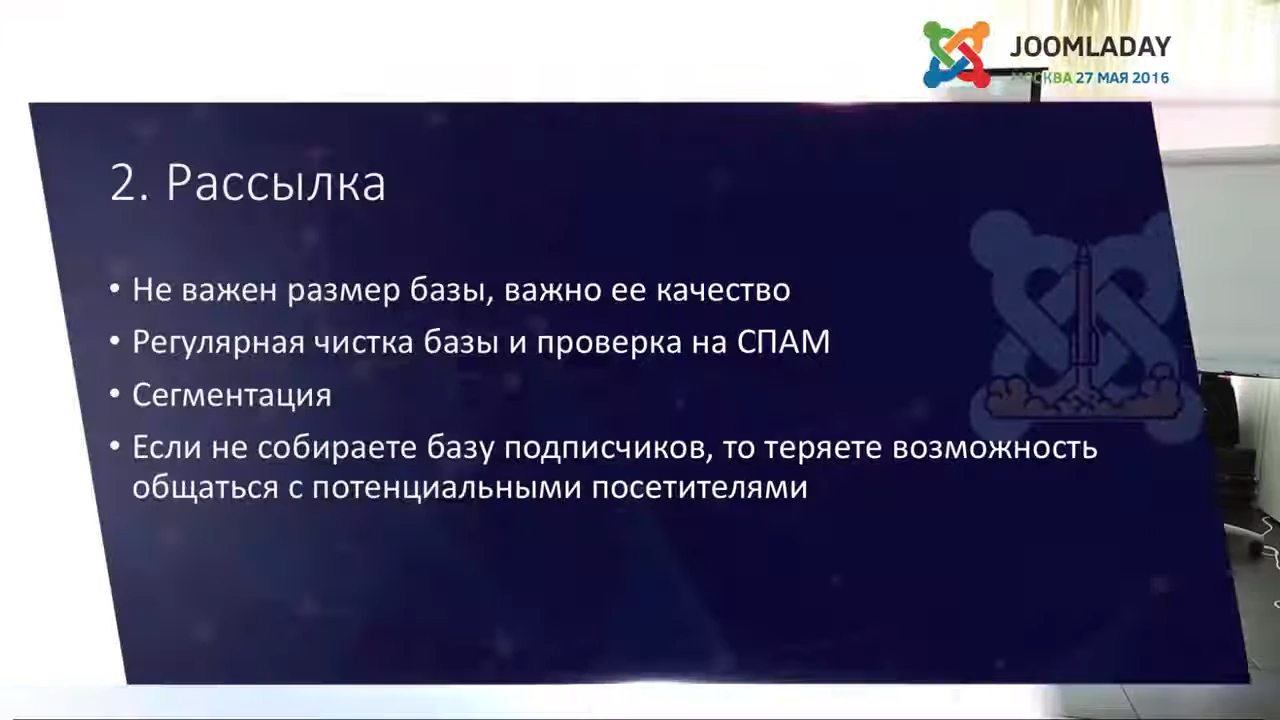 JOOMLADAY
МОСКВА 27 МАЯ 2016
2. Рассылка
• Не важен размер базы, важно ее качество
• Регулярная чистка базы и проверка на СПАМ
• Сегментация
• Если не собираете базу подписчиков, то теряете возможность
общаться с потенциальными посетителями